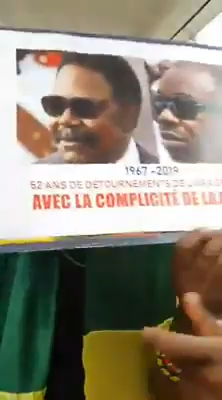 1967 - 2019
52 ANS DE DÉTOURNEMENTS DE
AVEC LA COMPLICITÉ DE LA